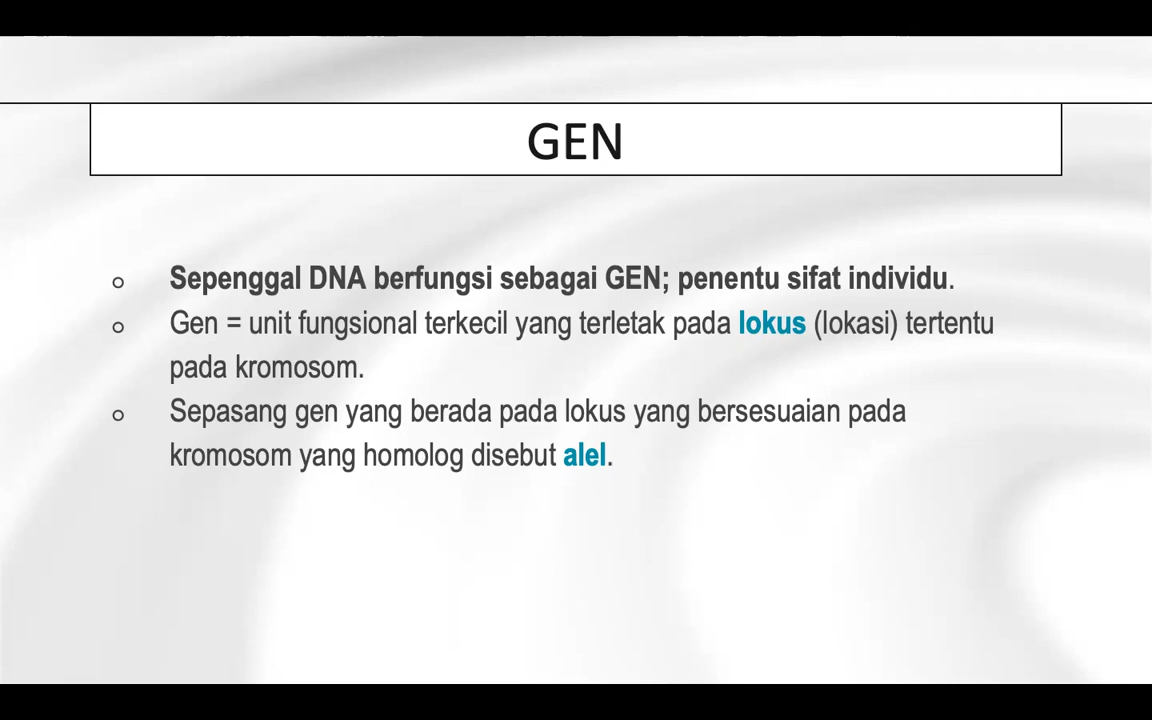 GEN
Sepenggal DNA berfungsi sebagai GEN; penentu sifat individu.
Gen = unit fungsional terkecil yang terletak pada lokus (lokasi) tertentu
pada kromosom.
Sepasang gen yang berada pada lokus yang bersesuaian pada
kromosom yang homolog disebut alel.